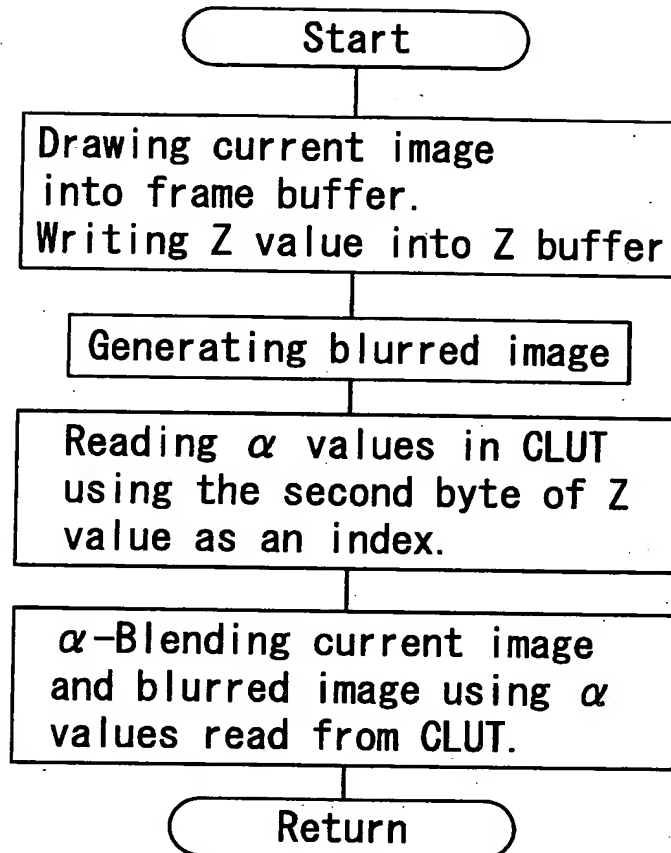 Start
Drawing current image
into frame buffer.
Writing Z value into Z buffer
Generating blurred image
Reading α values in CLUT
using the second byte of Z
value as an index.
α-Blending current image
and blurred image using α
values read from CLUT.
Return